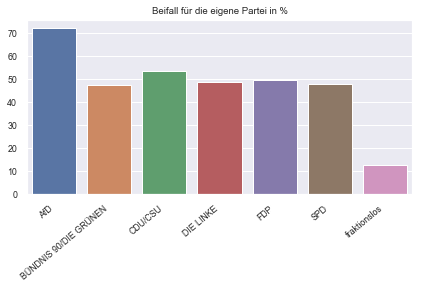 Beifall für die eigene Partei in %
70
60
50
40
30
20
10
0
AfD
BÜNDNIS 90/DIE GRÜNEN
CDU/CSU
DIE LINKE
FDP
SPD
fraktionslos